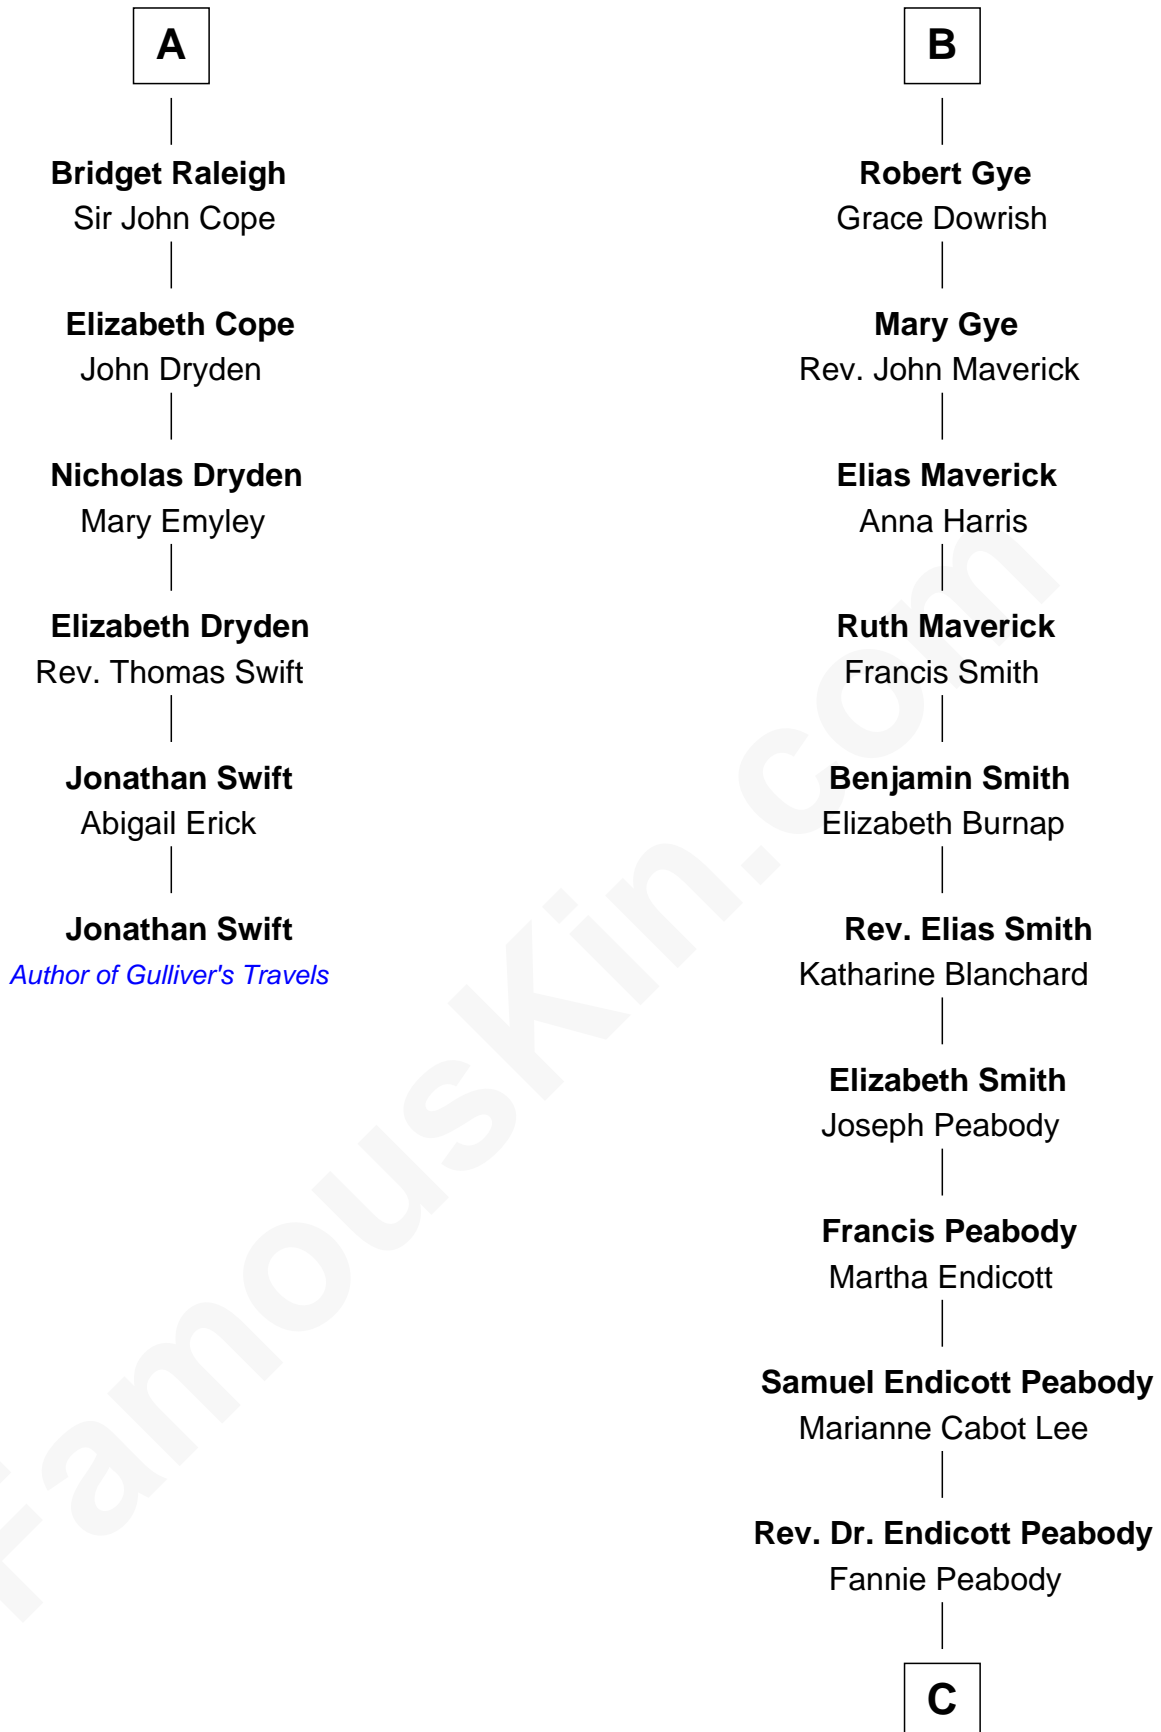 A
Bridget Raleigh
Sir John Cope
Elizabeth Cope
John Dryden
Nicholas Dryden
Mary Emyley
Elizabeth Dryden
Rev. Thomas Swift
Jonathan Swift
Abigail Erick
Jonathan Swift
Author of Gulliver's Travels
B
Robert Gye
Grace Dowrish
Mary Gye
Rev. John Maverick
Elias Maverick
Anna Harris
Ruth Maverick
Francis Smith
Benjamin Smith
Elizabeth Burnap
Rev. Elias Smith
Katharine Blanchard
Elizabeth Smith
Joseph Peabody
Francis Peabody
Martha Endicott
Samuel Endicott Peabody
Marianne Cabot Lee
Rev. Dr. Endicott Peabody
Fannie Peabody
C
FamousKin.com